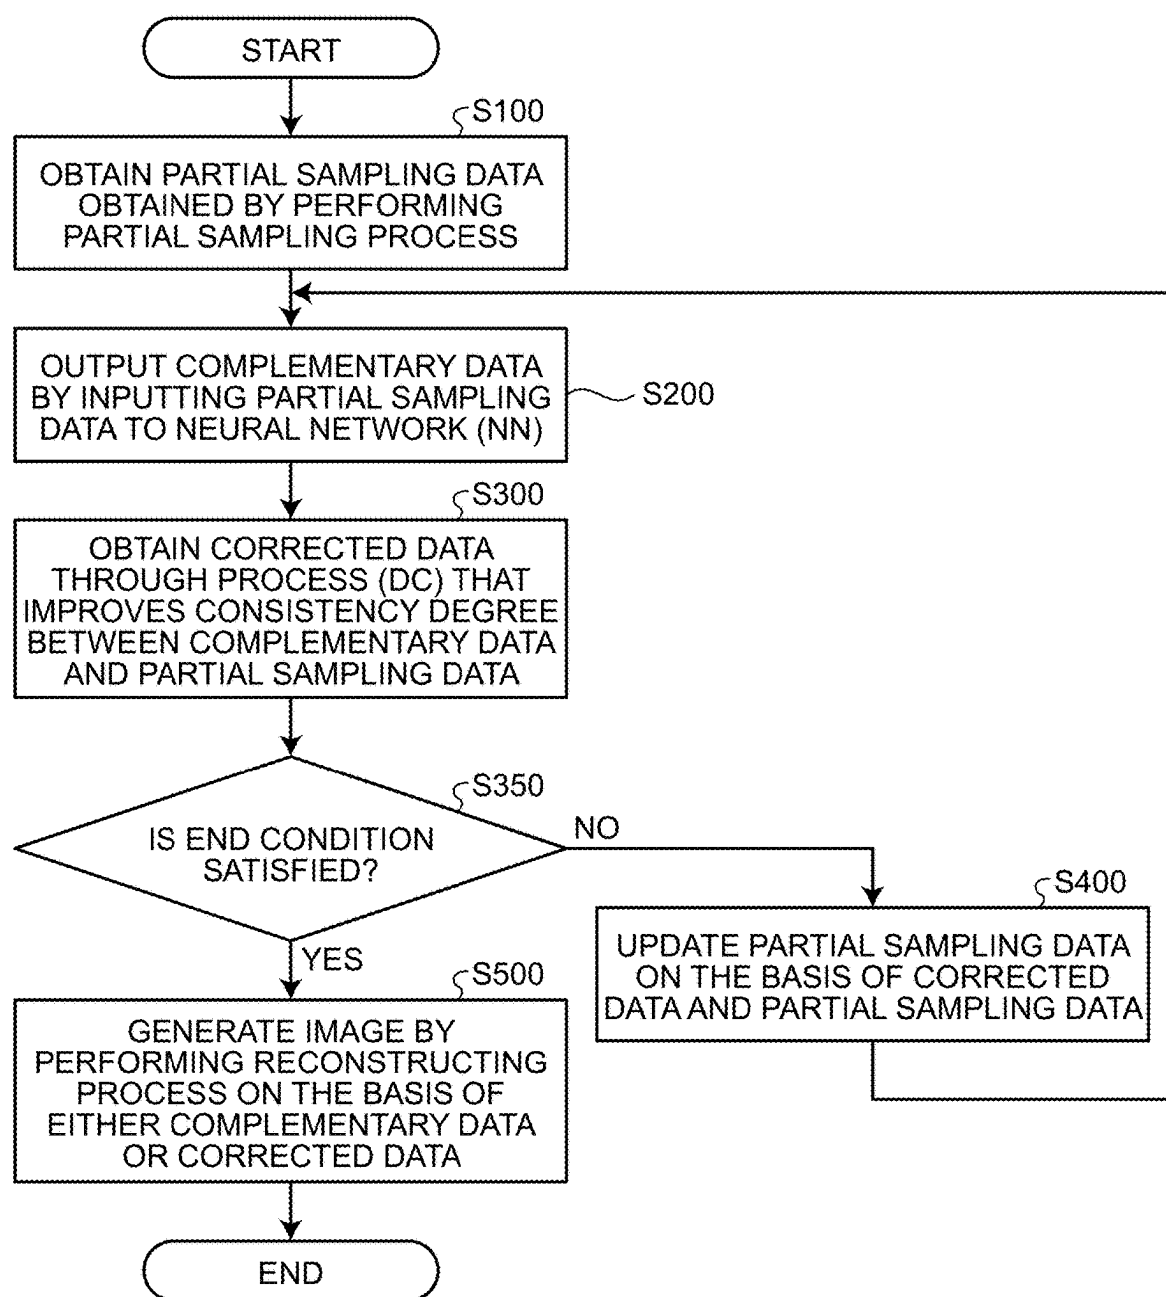 START
S100
OBTAIN PARTIAL SAMPLING DATA
OBTAINED BY PERFORMING
PARTIAL SAMPLING PROCESS
OUTPUT COMPLEMENTARY DATA
BY INPUTTING PARTIAL SAMPLING
DATA TO NEURAL NETWORK (NN)
S200
S300
OBTAIN CORRECTED DATA
THROUGH PROCESS (DC) THAT
IMPROVES CONSISTENCY DEGREE
BETWEEN COMPLEMENTARY DATA
AND PARTIAL SAMPLING DATA
S350
IS END CONDITION
SATISFIED?
NO
S400
UPDATE PARTIAL SAMPLING DATA
ON THE BASIS OF CORRECTED
DATA AND PARTIAL SAMPLING DATA
YES
S500
GENERATE IMAGE BY
PERFORMING RECONSTRUCTING
PROCESS ON THE BASIS OF
EITHER COMPLEMENTARY DATA
OR CORRECTED DATA
END